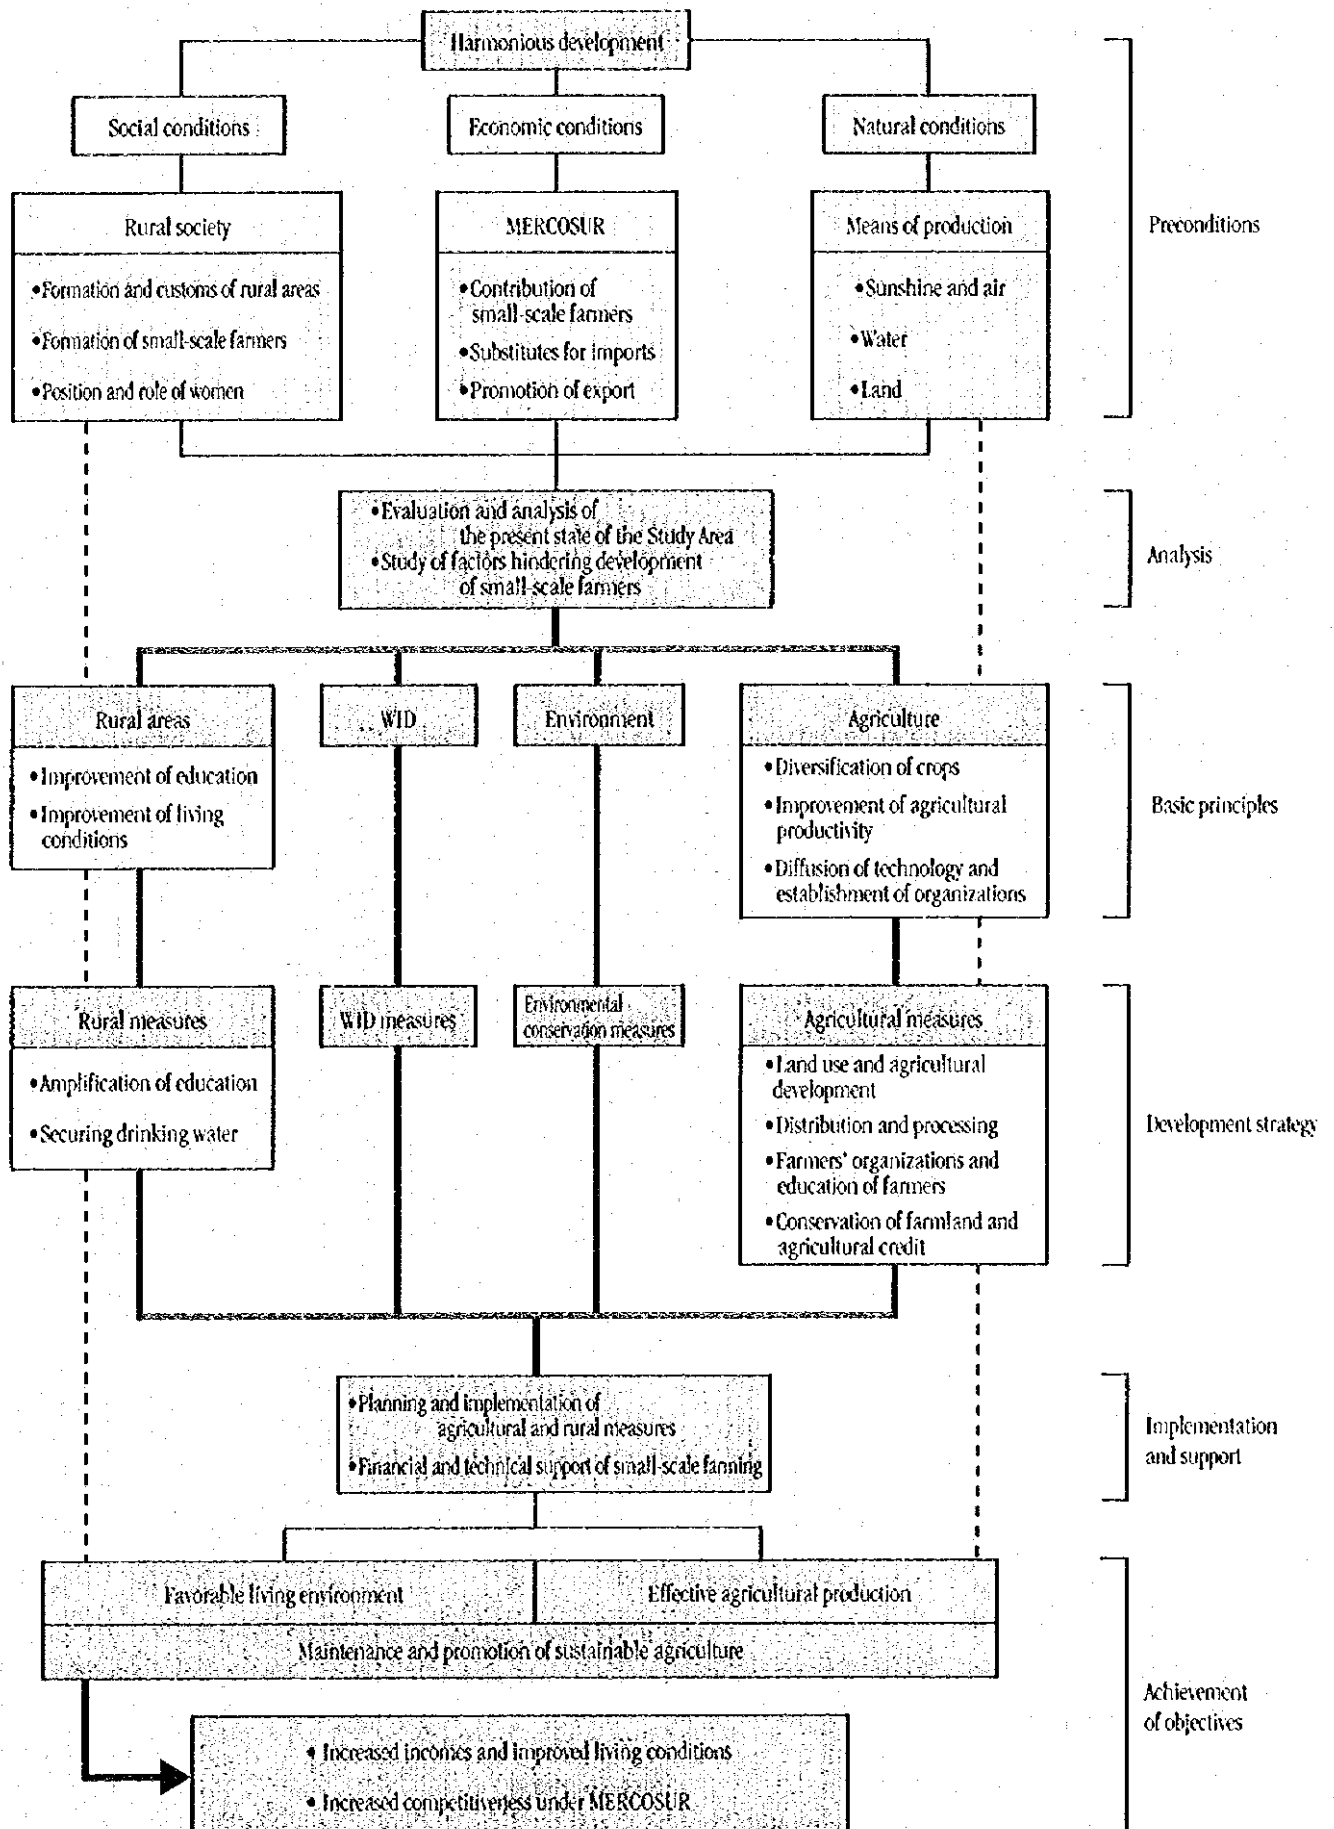 Harmonious development
Social conditions
Economic conditions
Natural conditions
Rural society
•Formation and customs of rural areas
•Formation of small-scale farmers
•Position and role of women
MERCOSUR
•Contribution of
small-scale farmers
•Substitutes for imports
•Promotion of export
Means of production
•Sunshine and air
•Water
•Land
Preconditions
•Evaluation and analysis of
the present state of the Study Area
•Study of factors hindering development
of small-scale farmers
Analysis
Rural areas
•Improvement of education
•Improvement of living
conditions
WID
Environment
Agriculture
•Diversification of crops
•Improvement of agricultural
productivity
•Diffusion of technology and
establishment of organizations
Basic principles
Rural measures
•Amplification of education
•Securing drinking water
WID measures
Environmental
conservation measures
Agricultural measures
•Land use and agricultural
development
•Distribution and processing
•Farmers' organizations and
education of farmers
•Conservation of farmland and
agricultural credit
Development strategy
•Planning and implementation of
agricultural and rural measures
•Financial and technical support of small-scale farming
Implementation
and support
Favorable living environment
Effective agricultural production
Maintenance and promotion of sustainable agriculture
•Increased incomes and improved living conditions
•Increased competitiveness under MERCOSUR
Achievement
of objectives